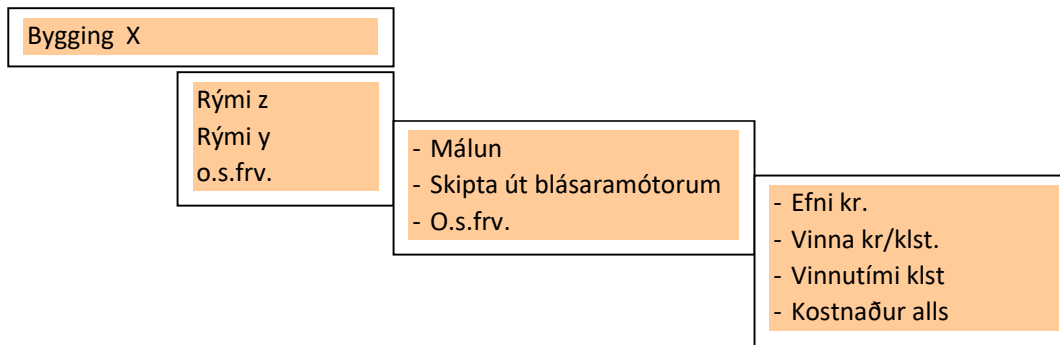 Bygging  X
Rými z
Rými y
o.s.frv.
- Málun
- Skipta út blásaramótorum
- O.s.frv.
- Efni kr.
- Vinna kr/klst.
- Vinnutími klst
- Kostnaður alls